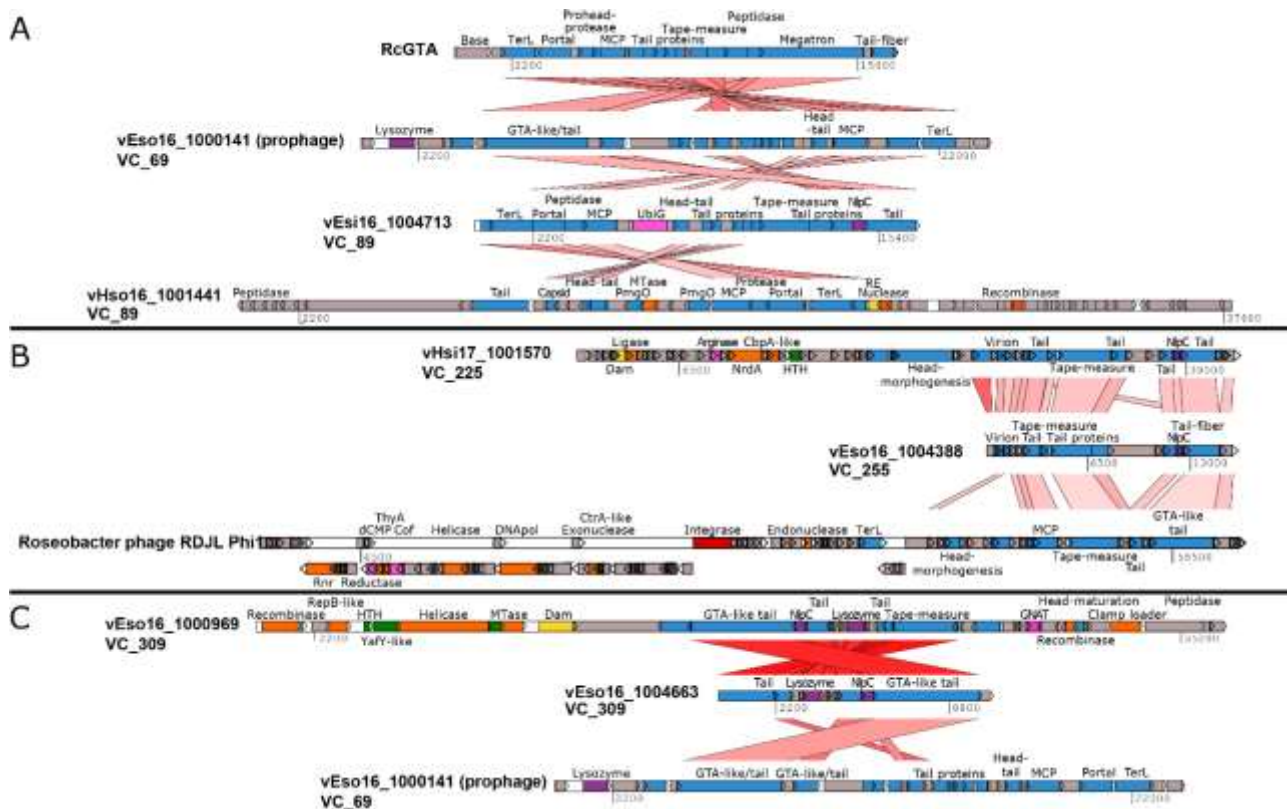 A
Prohead-protease Peptidase
Tape-measure
RcGTA Base TerL Portal MCP Tail proteins Megatron Tail-fiber
2200
vEso16_1000141 (prophage)
VC_69
Lysozyme GTA-like/tail Head-tail MCP TerL
2200 22000
vEsi16_1004713
VC_89
Peptidase Head-tail Tape-measure NlpC
TerL Portal MCP UbiG Tail proteins Tail proteins Tail
2200 15400
vHso16_1001441
VC_89
Head-tail MTase Protease RE
Peptidase Tail Capsid PmgO PmgO MCP Portal TerL Nuclease Recombinase
2200
B
vHsi17_1001570
VC_225
Ligase Arginase CbpA-like Virion Tail Tail NlpC Tail
Dam NrdA HTH Head-morphogenesis Tape-measure Tail
6500 39500
vEso16_1004388
VC_255
Tape-measure Tail-fiber
Virion Tail Tail proteins NlpC
6500 13000
Roseobacter phage RDJL Phi1
ThyA CtrA-like GTA-like
dCMP Cof Helicase DNApol Exonuclease Integrase Endonuclease TerL MCP tail
Head-morphogenesis Tape-measure
Tail
Rnr Reductase
C
vEso16_1000969
VC_309
RepB-like Tail Tail Head-maturation Peptidase
Recombinase HTH Helicase MTase Dam GTA-like tail NlpC Lysozyme Tape-measure GNAT Clamp loader
2200 YafY-like Recombinase
vEso16_1004663
VC_309
Tail Lysozyme NlpC GTA-like tail
2200 8800
vEso16_1000141 (prophage)
VC_69
Lysozyme GTA-like/tail GTA-like/tail Tail proteins Head-tail MCP Portal TerL
2200 22000